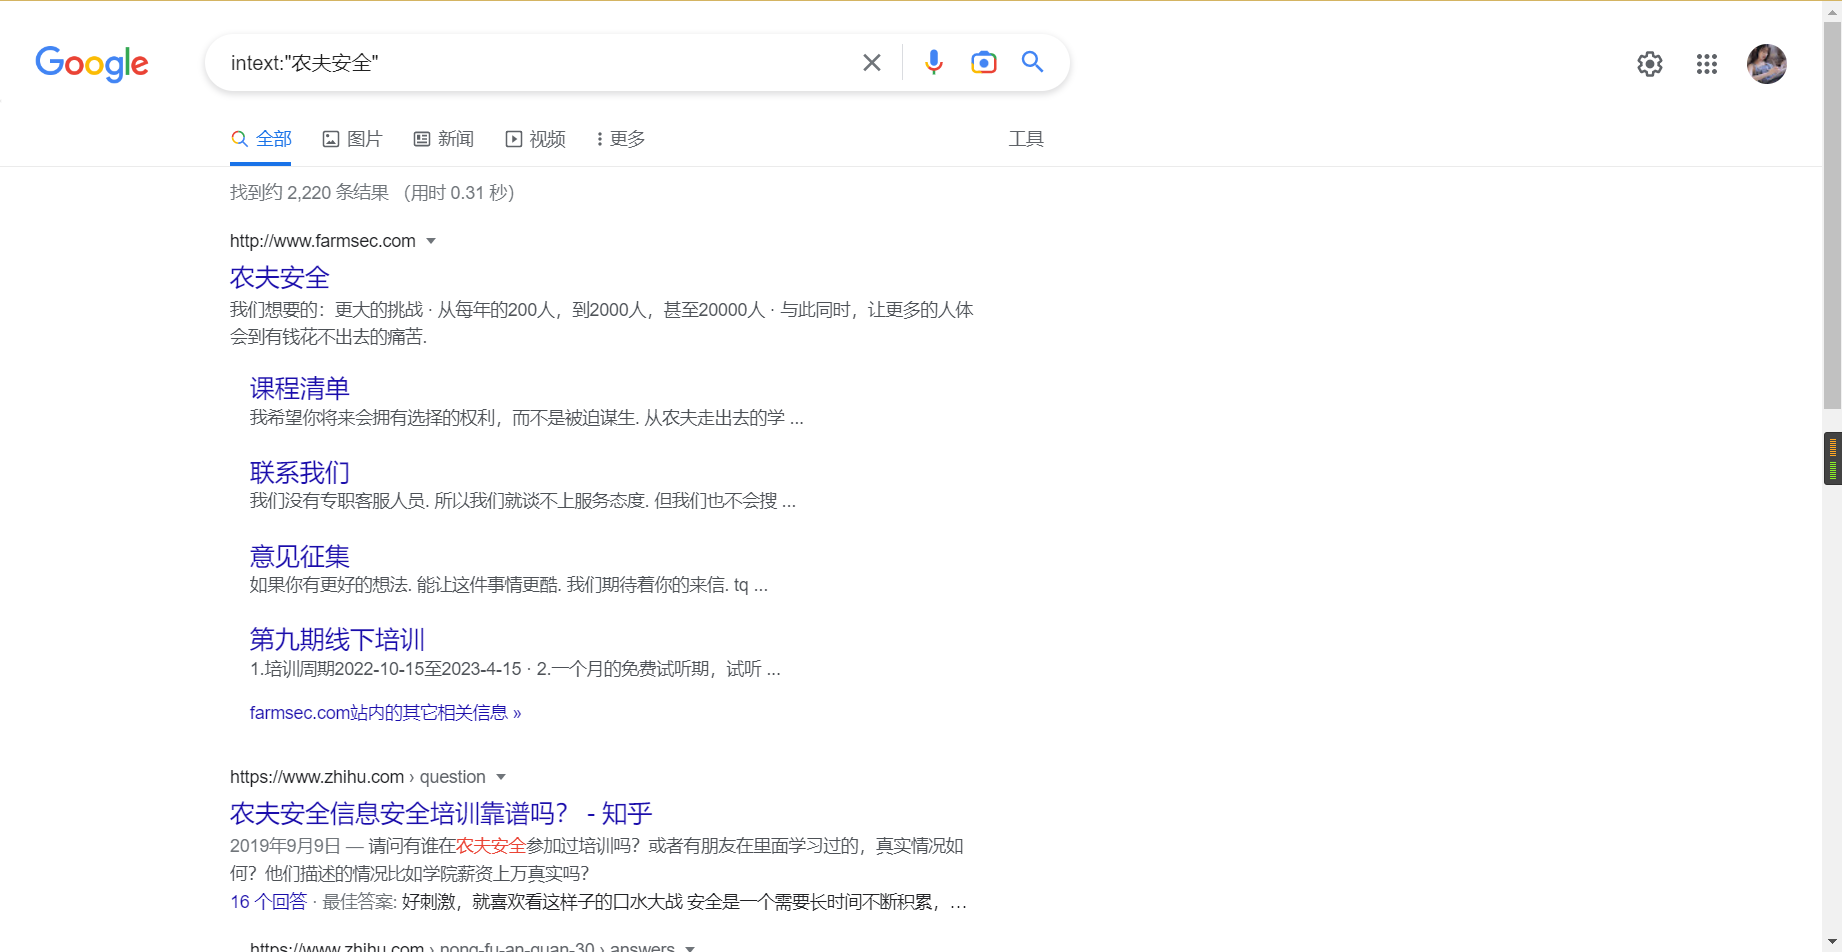 Google
intext:"农夫安全"
全部 图片 新闻 视频 更多 工具
找到约 2,220 条结果 (用时 0.31 秒)
http://www.farmsec.com
农夫安全
我们想要的：更大的挑战 · 从每年的200人，到2000人，甚至20000人 · 与此同时，让更多的人体
会到有钱花不出去的痛苦.
课程清单
我希望你将来会拥有选择的权利，而不是被迫谋生. 从农夫走出去的学 ...
联系我们
我们没有专职客服人员. 所以我们就谈不上服务态度. 但我们也不会搜 ...
意见征集
如果你有更好的想法. 能让这件事情更酷. 我们期待着你的来信. tq ...
第九期线下培训
1.培训周期2022-10-15至2023-4-15 · 2.一个月的免费试听期，试听 ...
farmsec.com站内的其它相关信息 »
https://www.zhihu.com › question
农夫安全信息安全培训靠谱吗？ - 知乎
2019年9月9日 — 请问有谁在农夫安全参加过培训吗？或者有朋友在里面学习过的，真实情况如
何？他们描述的情况比如学院薪资上万真实吗？
16 个回答 · 最佳答案: 好刺激，就喜欢看这样子的口水大战 安全是一个需要长时间不断积累，...
https://www.zhihu.com › nong-fu-an-quan-30 › answers